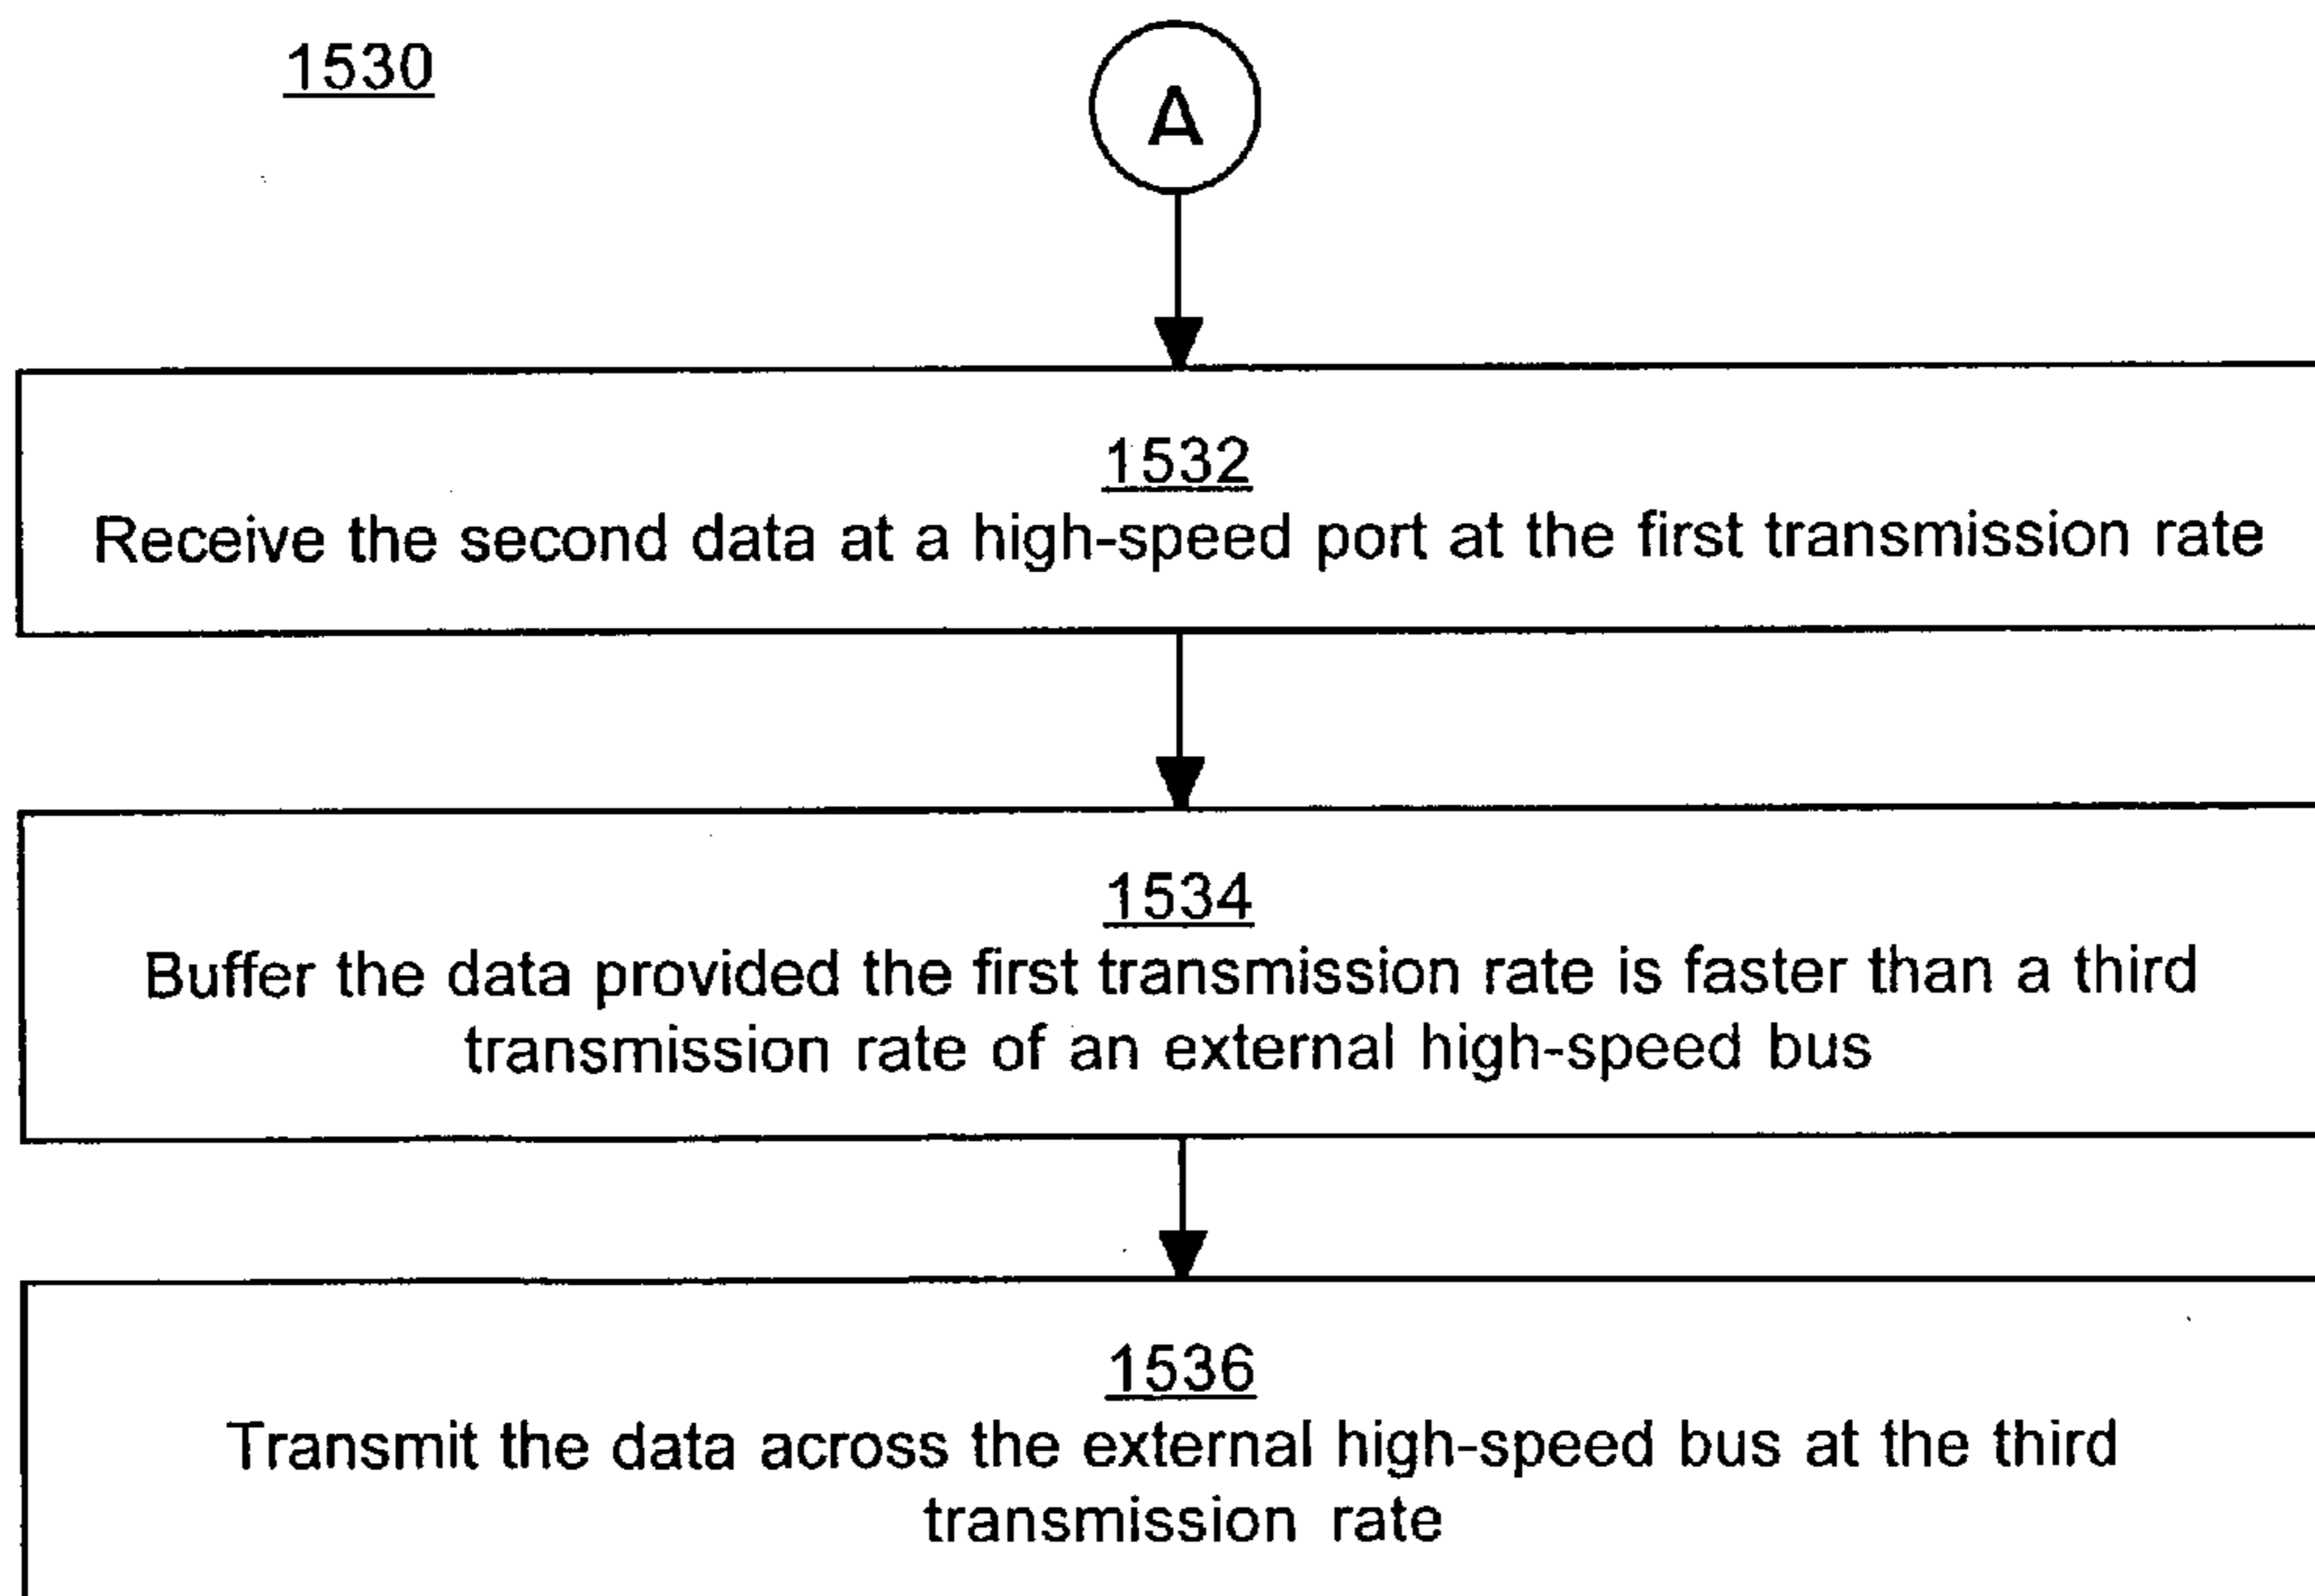 1530
A
1532
Receive the second data at a high-speed port at the first transmission rate
1534
Buffer the data provided the first transmission rate is faster than a third
transmission rate of an external high-speed bus
1536
Transmit the data across the external high-speed bus at the third
transmission rate